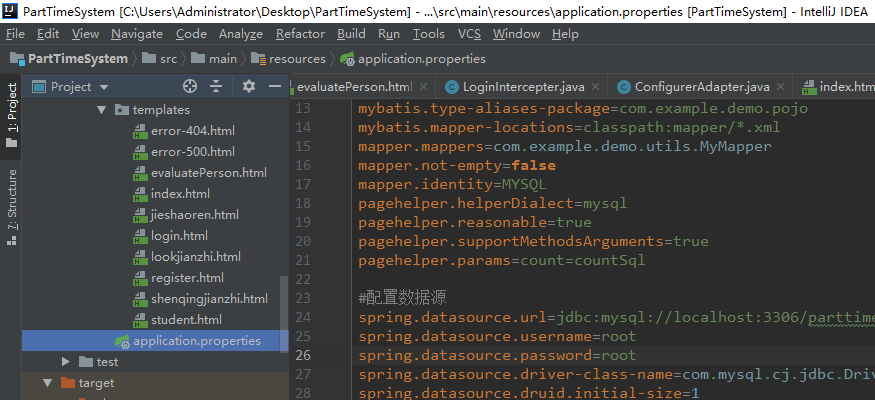 PartTimeSystem [C:\Users\Administrator\Desktop\PartTimeSystem] - ...\src\main\resources\application.properties [PartTimeSystem] - IntelliJ IDEA
File Edit View Navigate Code Analyze Refactor Build Run Tools VCS Window Help
PartTimeSystem src main resources application.properties
1: Project
7: Structure
Project
templates
error-404.html
error-500.html
evaluatePerson.html
index.html
jieshaoren.html
login.html
lookjianzhi.html
register.html
shenqingjianzhi.html
student.html
application.properties
test
target
evaluatePerson.html LoginIntercepter.java ConfigurerAdapter.java index.htm
13 mybatis.type-aliases-package=com.example.demo.pojo
14 mybatis.mapper-locations=classpath:mapper/*.xml
15 mapper.mappers=com.example.demo.utils.MyMapper
16 mapper.not-empty=false
17 mapper.identity=MYSQL
18 pagehelper.helperDialect=mysql
19 pagehelper.reasonable=true
20 pagehelper.supportMethodsArguments=true
21 pagehelper.params=count=countSql
22
23 #配置数据源
24 spring.datasource.url=jdbc:mysql://localhost:3306/parttime
25 spring.datasource.username=root
26 spring.datasource.password=root
27 spring.datasource.driver-class-name=com.mysql.cj.jdbc.Driv
28 spring.datasource.druid.initial-size=1